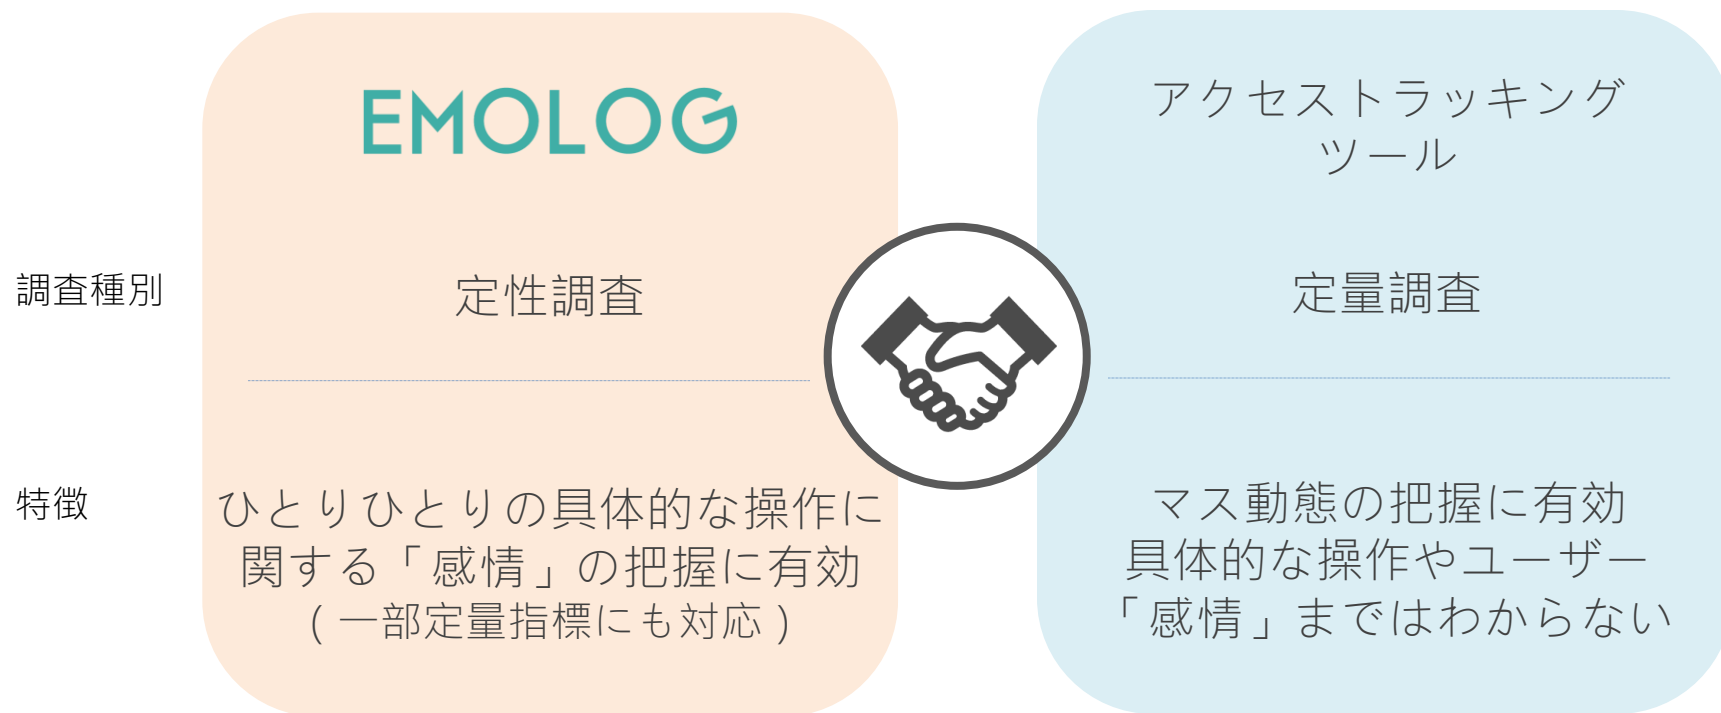 EMOLOG
アクセストラッキング
ツール
調査種別
定性調査
定量調査
特徴
ひとりひとりの具体的な操作に
関する「感情」の把握に有効
(一部定量指標にも対応)
マス動態の把握に有効
具体的な操作やユーザー
「感情」まではわからない